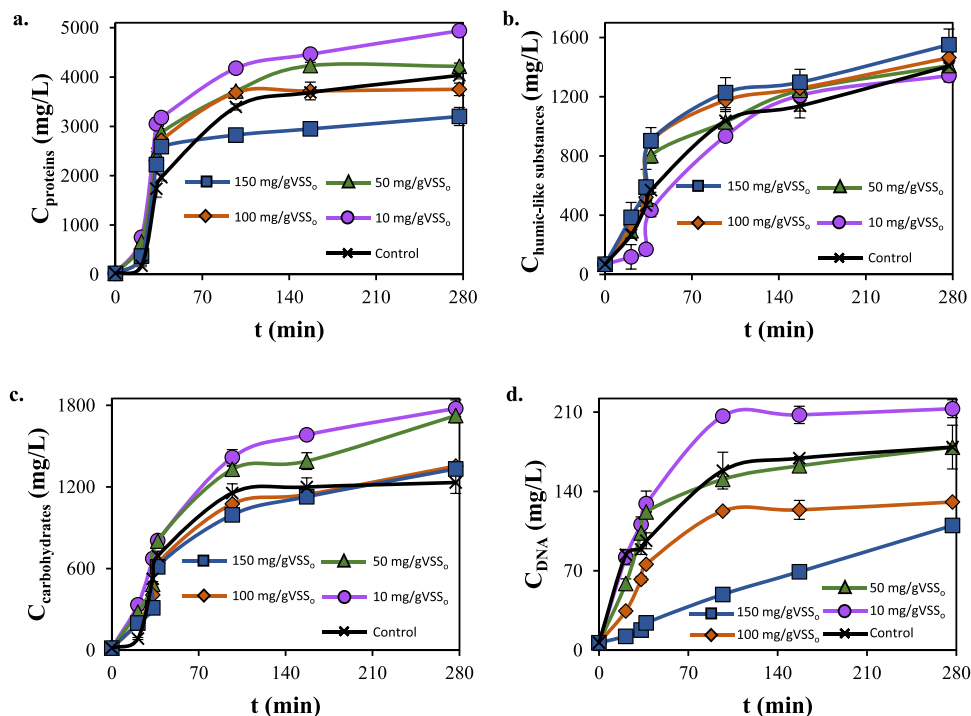 a.
C_proteins (mg/L)
5000
4000
3000
2000
1000
0
150 mg/gVSS_o
50 mg/gVSS_o
100 mg/gVSS_o
10 mg/gVSS_o
Control
0 70 140 210 280
t (min)
b.
C_humic-like substances (mg/L)
1600
1200
800
400
0
150 mg/gVSS_o
50 mg/gVSS_o
100 mg/gVSS_o
10 mg/gVSS_o
Control
0 70 140 210 280
t (min)
c.
C_carbohydrates (mg/L)
1800
1200
600
0
150 mg/gVSS_o
50 mg/gVSS_o
100 mg/gVSS_o
10 mg/gVSS_o
Control
0 70 140 210 280
t (min)
d.
C_DNA (mg/L)
210
140
70
0
50 mg/gVSS_o
150 mg/gVSS_o
10 mg/gVSS_o
100 mg/gVSS_o
Control
0 70 140 210 280
t (min)